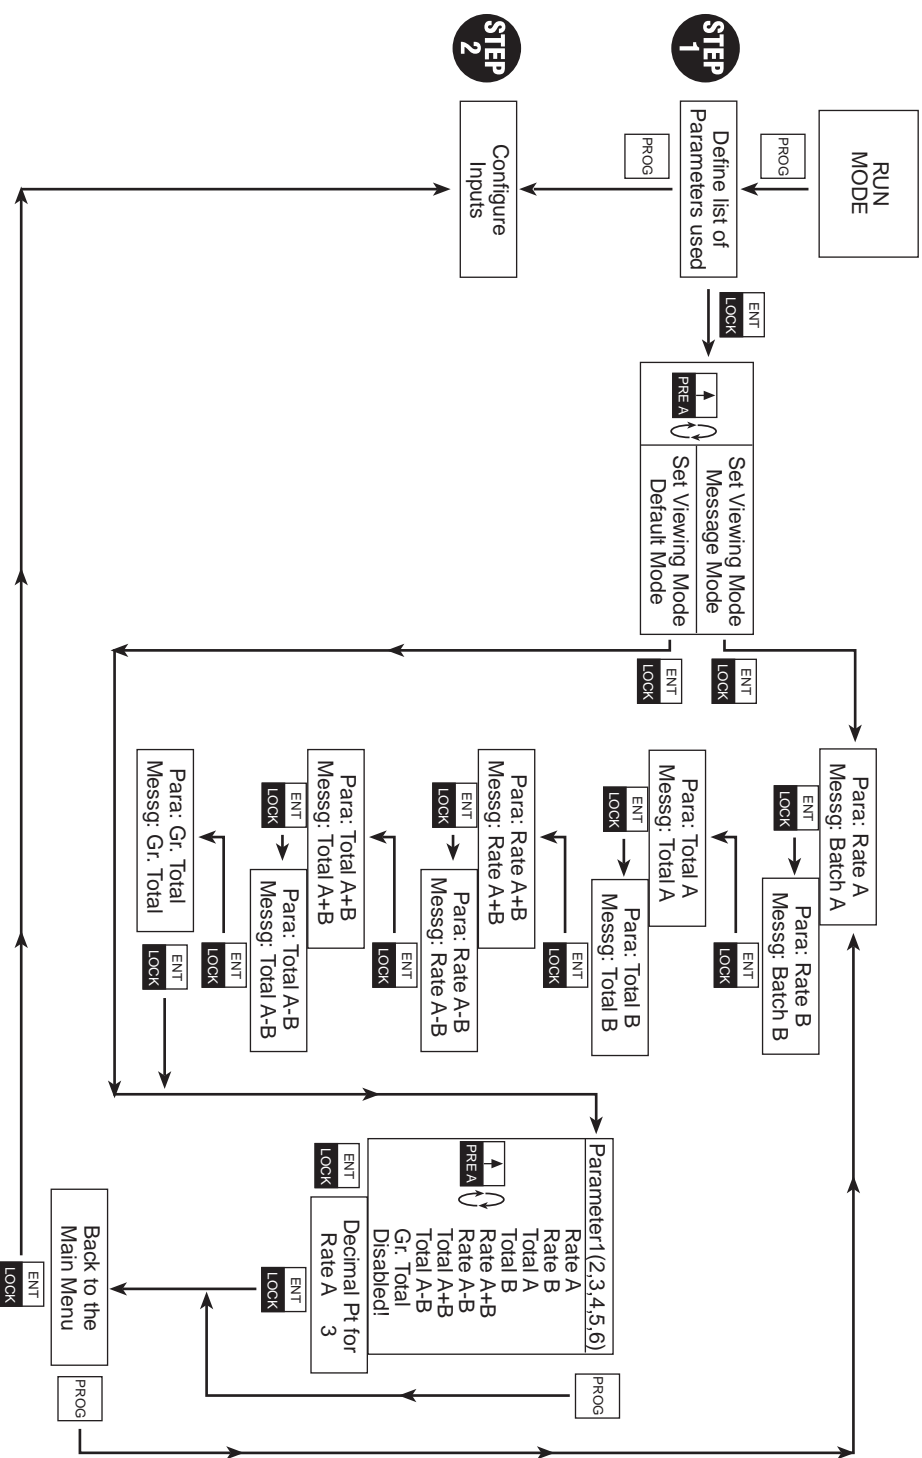 RUN
MODE
PROG
STEP
1
Define list of
Parameters used
PROG
STEP
2
Configure
Inputs
ENT
LOCK
PRE A
Set Viewing Mode
Message Mode
Set Viewing Mode
Default Mode
ENT
LOCK
ENT
LOCK
Para: Rate A
Messg: Batch A
ENT
LOCK
Para: Rate B
Messg: Batch B
ENT
LOCK
Para: Total A
Messg: Total A
ENT
LOCK
Para: Total B
Messg: Total B
ENT
LOCK
Para: Rate A+B
Messg: Rate A+B
ENT
LOCK
Para: Rate A-B
Messg: Rate A-B
ENT
LOCK
Para: Total A+B
Messg: Total A+B
ENT
LOCK
Para: Total A-B
Messg: Total A-B
ENT
LOCK
Para: Gr. Total
Messg: Gr. Total
ENT
LOCK
Parameter1(2,3,4,5,6)
PRE A
Rate A
Rate B
Total A
Total B
Rate A+B
Rate A-B
Total A+B
Total A-B
Gr. Total
Disabled!
ENT
LOCK
Decimal Pt for
Rate A 3
PROG
ENT
LOCK
Back to the
Main Menu
PROG
ENT
LOCK